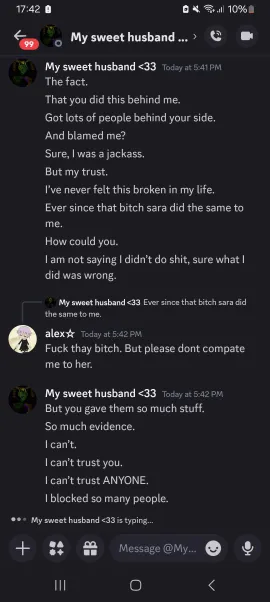 17:42
10%
99
My sweet husband ...
My sweet husband <33 Today at 5:41 PM
The fact.
That you did this behind me.
Got lots of people behind your side.
And blamed me?
Sure, I was a jackass.
But my trust.
I've never felt this broken in my life.
Ever since that bitch sara did the same to
me.
How could you.
I am not saying I didn't do shit, sure what I
did was wrong.
My sweet husband <33 Ever since that bitch sara did
the same to me.
alex☆ Today at 5:42 PM
Fuck thay bitch. But please dont compate
me to her.
My sweet husband <33 Today at 5:42 PM
But you gave them so much stuff.
So much evidence.
I can't.
I can't trust you.
I can't trust ANYONE.
I blocked so many people.
My sweet husband <33 is typing...
Message @My...